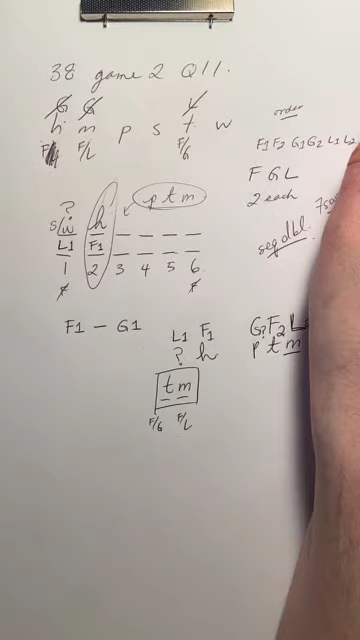 38 game 2 Q11.
G G L
h m p s t w
F/L F/G
order
F1 F2 G1 G2 L1 L2
F G L
2 each
seq dbl.
p t m
?
s/w h
L1 F1 _ _ _ _
1 2 3 4 5 6
t t
F1 – G1
L1 F1
? h
t m
F/G F/L
G? F2 L
p t m